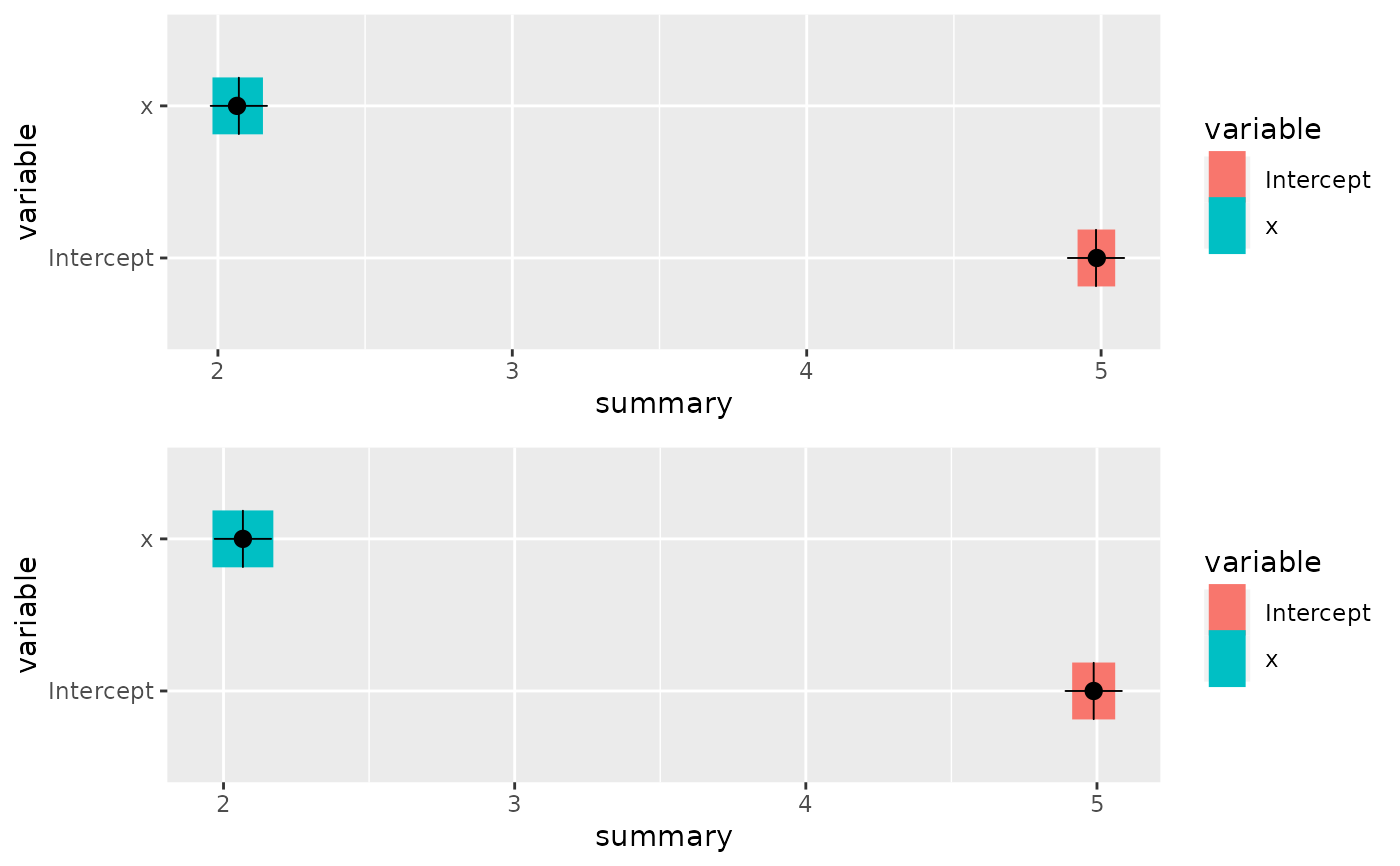 variable
x
Intercept
2 3 4 5
summary
variable
Intercept
x
variable
x
Intercept
2 3 4 5
summary
variable
Intercept
x